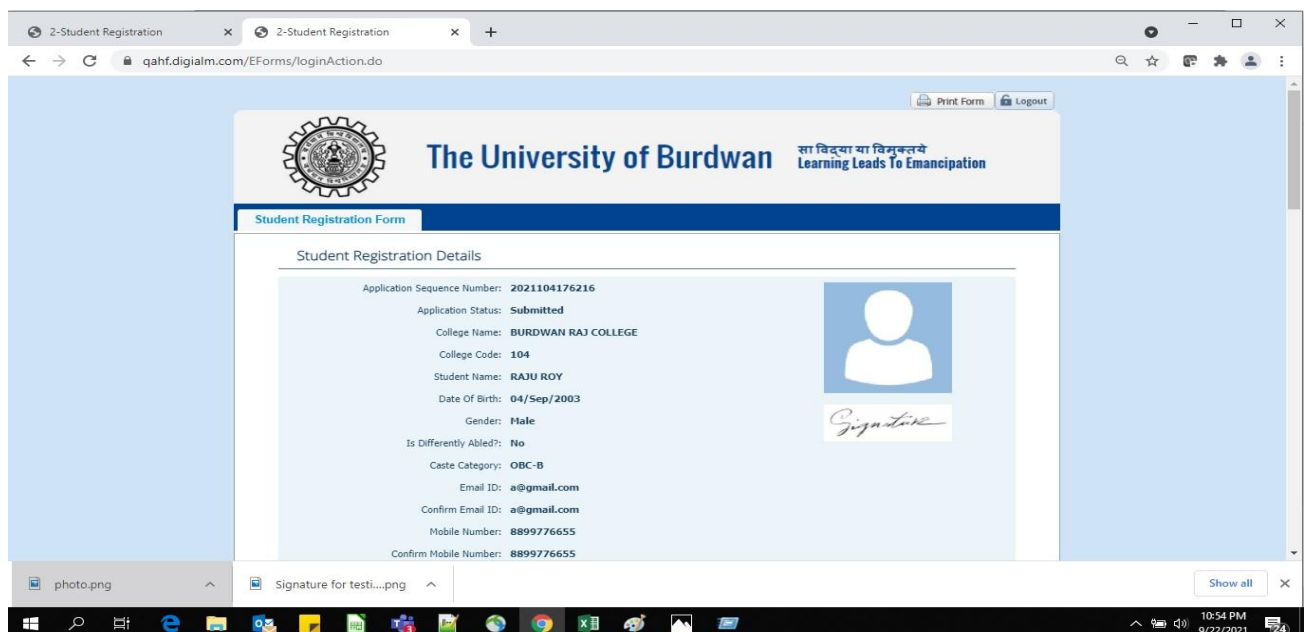 2-Student Registration
2-Student Registration
qahf.digialm.com/EForms/loginAction.do
Print Form
Logout
The University of Burdwan
सा विद्या या विमुक्तये
Learning Leads To Emancipation
Student Registration Form
Student Registration Details
Application Sequence Number: 2021104176216
Application Status: Submitted
College Name: BURDWAN RAJ COLLEGE
College Code: 104
Student Name: RAJU ROY
Date Of Birth: 04/Sep/2003
Gender: Male
Is Differently Abled?: No
Caste Category: OBC-B
Email ID: a@gmail.com
Confirm Email ID: a@gmail.com
Mobile Number: 8899776655
Confirm Mobile Number: 8899776655
Signature
photo.png
Signature for testi....png
Show all
10:54 PM
9/22/2021
24